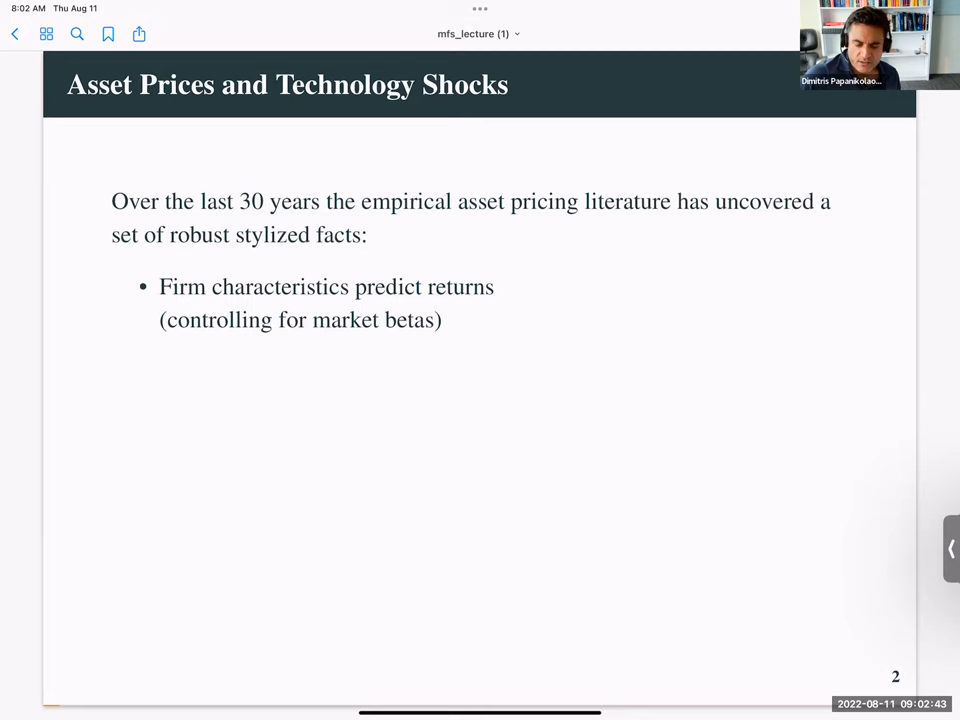 8:02 AM Thu Aug 11
mfs_lecture (1)
Asset Prices and Technology Shocks
Dimitris Papanikolao...
Over the last 30 years the empirical asset pricing literature has uncovered a
set of robust stylized facts:
• Firm characteristics predict returns
(controlling for market betas)
2
2022-08-11 09:02:43